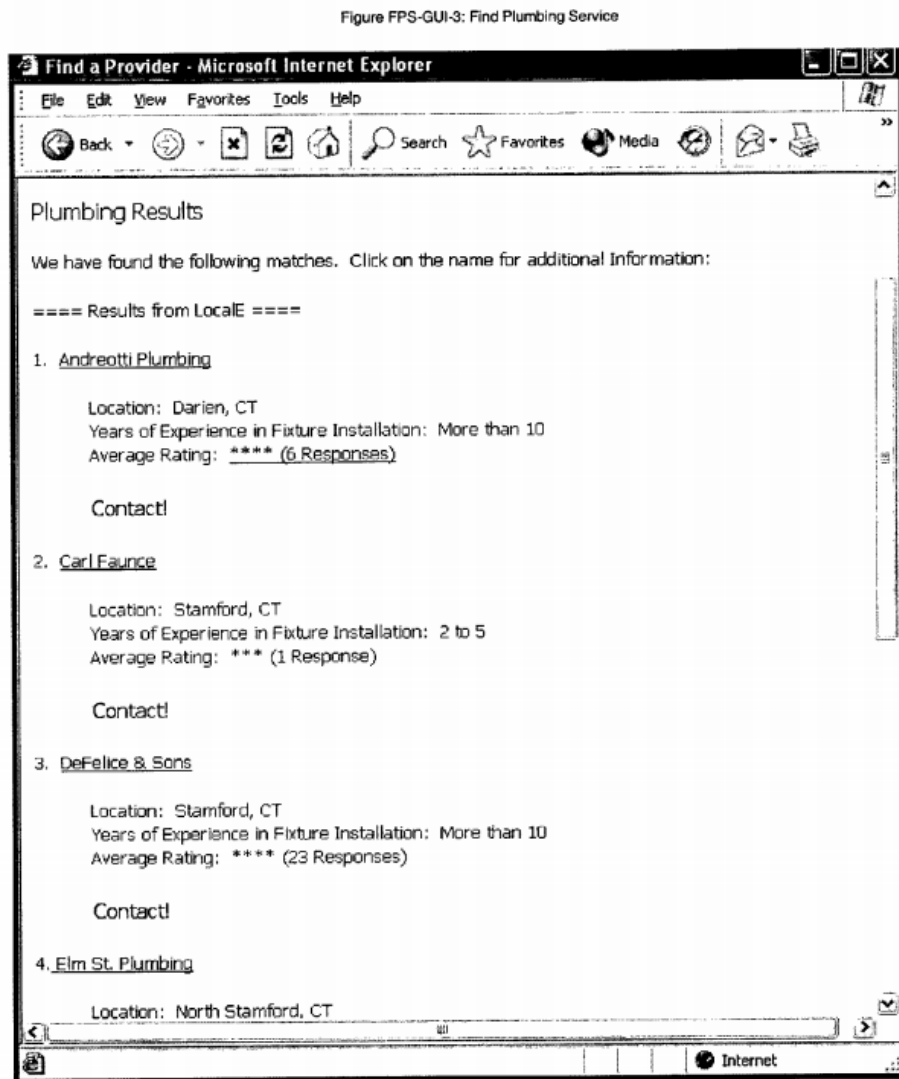 Figure FPS-GUI-3: Find Plumbing Service
Find a Provider - Microsoft Internet Explorer
File Edit View Favorites Tools Help
Back Search Favorites Media »
Plumbing Results
We have found the following matches. Click on the name for additional Information:
==== Results from LocalE ====
1. Andreotti Plumbing
Location: Darien, CT
Years of Experience in Fixture Installation: More than 10
Average Rating: **** (6 Responses)
Contact!
2. Carl Faunce
Location: Stamford, CT
Years of Experience in Fixture Installation: 2 to 5
Average Rating: *** (1 Response)
Contact!
3. DeFelice & Sons
Location: Stamford, CT
Years of Experience in Fixture Installation: More than 10
Average Rating: **** (23 Responses)
Contact!
4. Elm St. Plumbing
Location: North Stamford, CT
Internet